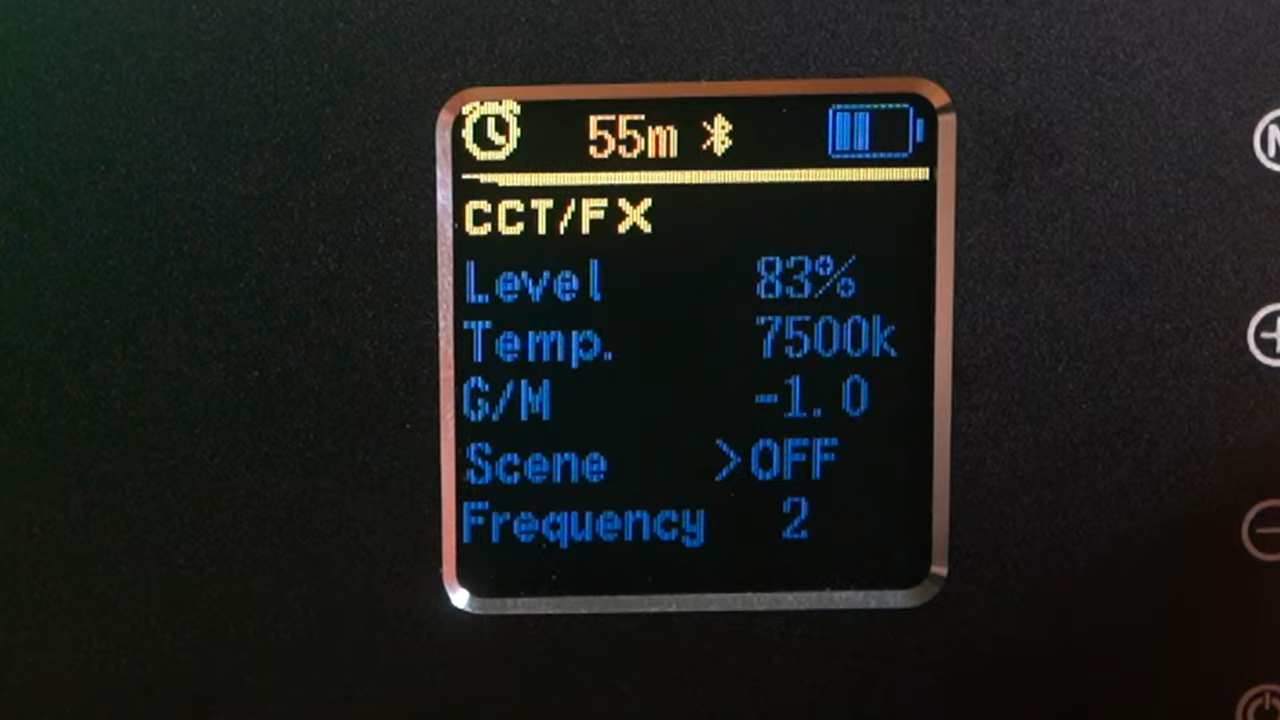 55m
CCT/FX
Level 83%
Temp. 7500k
G/M -1.0
Scene >OFF
Frequency 2